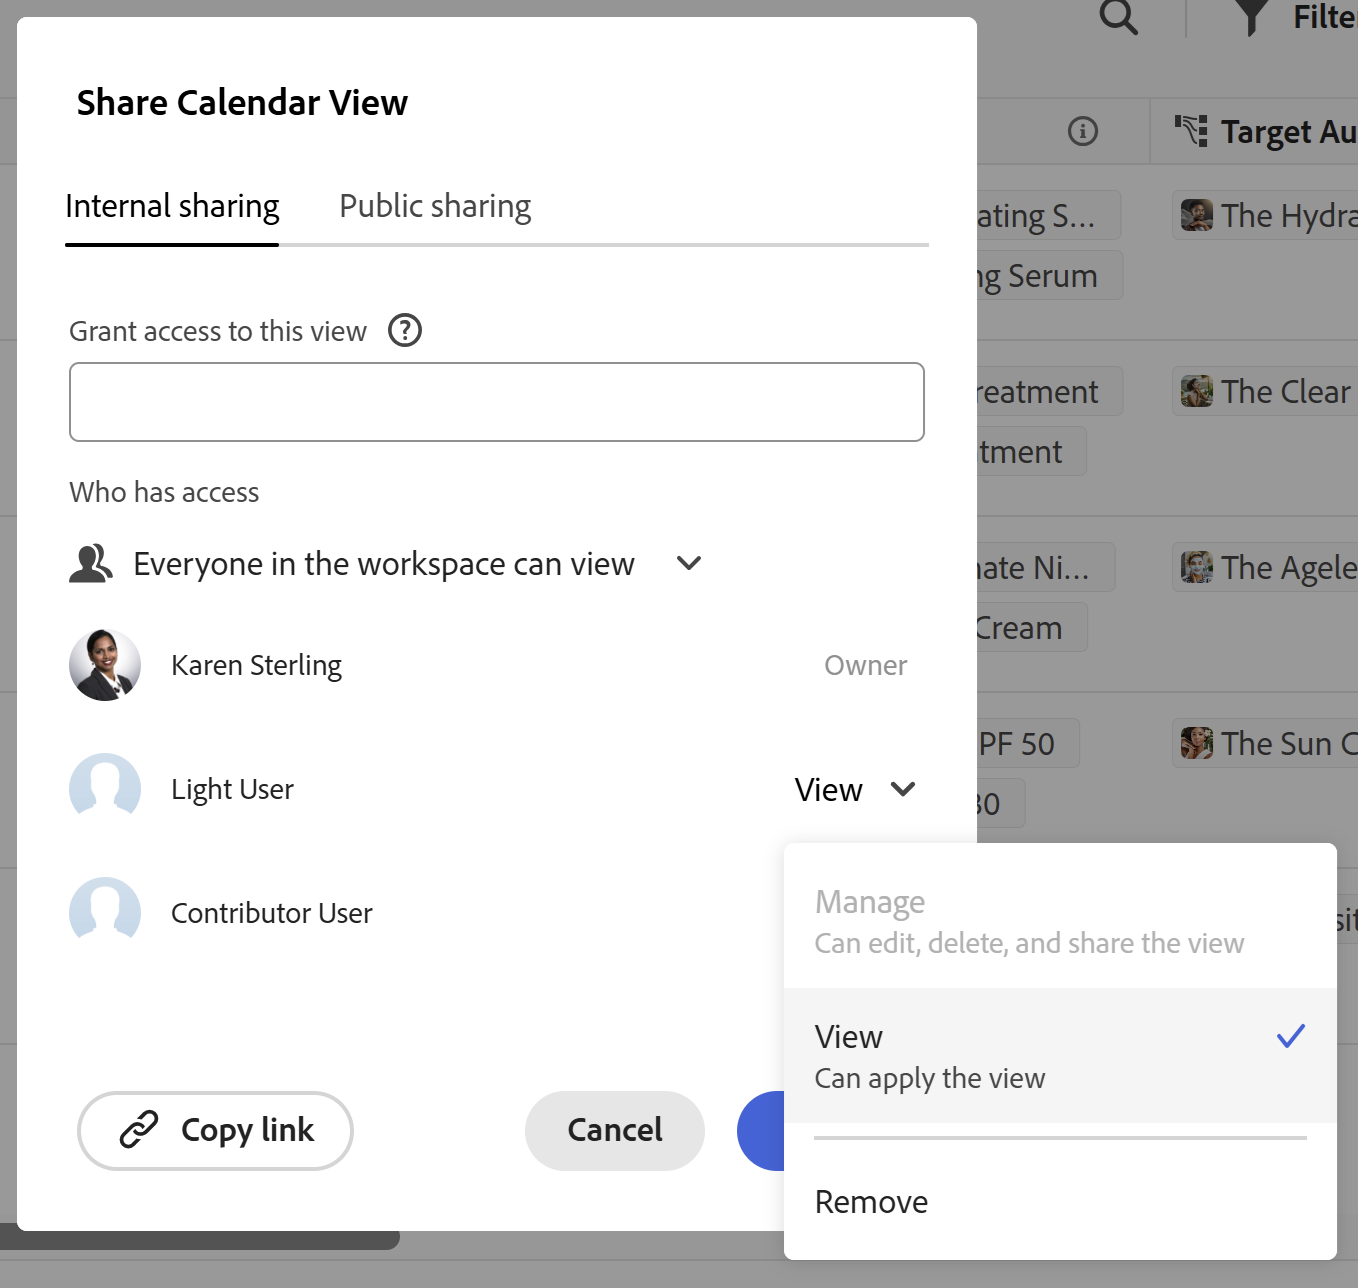 Share Calendar View
Internal sharing
Public sharing
Grant access to this view
Who has access
Everyone in the workspace can view
Karen Sterling
Owner
Light User
View
Contributor User
Manage
Can edit, delete, and share the view
View
Can apply the view
Remove
Copy link
Cancel
Filte
Target Au
ating S...
The Hydra
ng Serum
reatment
The Clear
tment
nate Ni...
The Agele
Cream
PF 50
The Sun C
30
sit